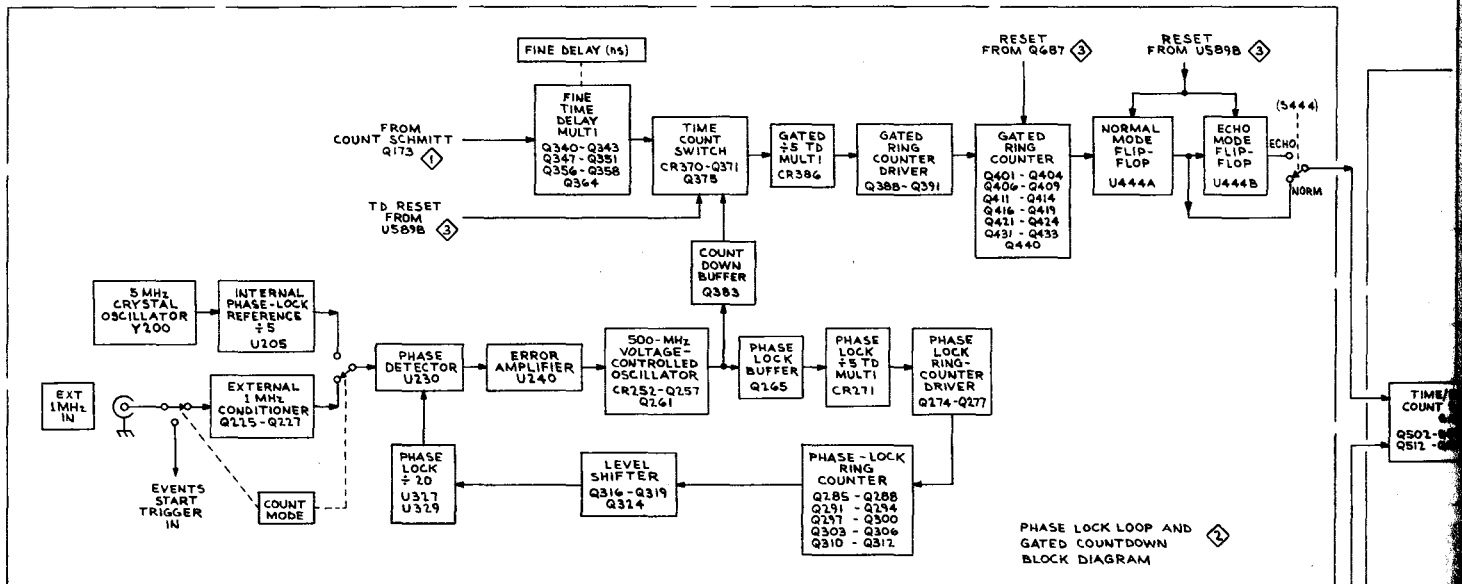 FINE DELAY (ns)
RESET
FROM Q687 3
RESET
FROM U589B 3
FROM
COUNT SCHMITT
Q173 1
FINE
TIME
DELAY
MULTI
Q340-Q343
Q347-Q351
Q356-Q358
Q364
TIME
COUNT
SWITCH
CR370-Q371
Q375
GATED
÷5 TD
MULTI
CR386
GATED
RING
COUNTER
DRIVER
Q388-Q391
GATED
RING
COUNTER
Q401 - Q404
Q406 - Q409
Q411 - Q414
Q416 - Q419
Q421 - Q424
Q431 - Q433
Q440
NORMAL
MODE
FLIP-
FLOP
U444A
ECHO
MODE
FLIP-
FLOP
U444B
(S444)
ECHO
NORM
TD RESET
FROM
U589B 3
COUNT
DOWN
BUFFER
Q383
5 MHz
CRYSTAL
OSCILLATOR
Y200
INTERNAL
PHASE-LOCK
REFERENCE
÷5
U205
PHASE
DETECTOR
U230
ERROR
AMPLIFIER
U240
500-MHz
VOLTAGE-
CONTROLLED
OSCILLATOR
CR252-Q257
Q261
PHASE
LOCK
BUFFER
Q265
PHASE
LOCK
÷5 TD
MULTI
CR271
PHASE
LOCK
RING-
COUNTER
DRIVER
Q274-Q277
EXT
1MHz
IN
EXTERNAL
1 MHz
CONDITIONER
Q225-Q227
EVENTS
START
TRIGGER
IN
COUNT
MODE
PHASE
LOCK
÷20
U327
U329
LEVEL
SHIFTER
Q316-Q319
Q324
PHASE-LOCK
RING
COUNTER
Q285 - Q288
Q291 - Q294
Q297 - Q300
Q303 - Q306
Q310 - Q312
TIME/
COUNT
Q502-
Q512 -
PHASE LOCK LOOP AND
GATED COUNTDOWN 2
BLOCK DIAGRAM